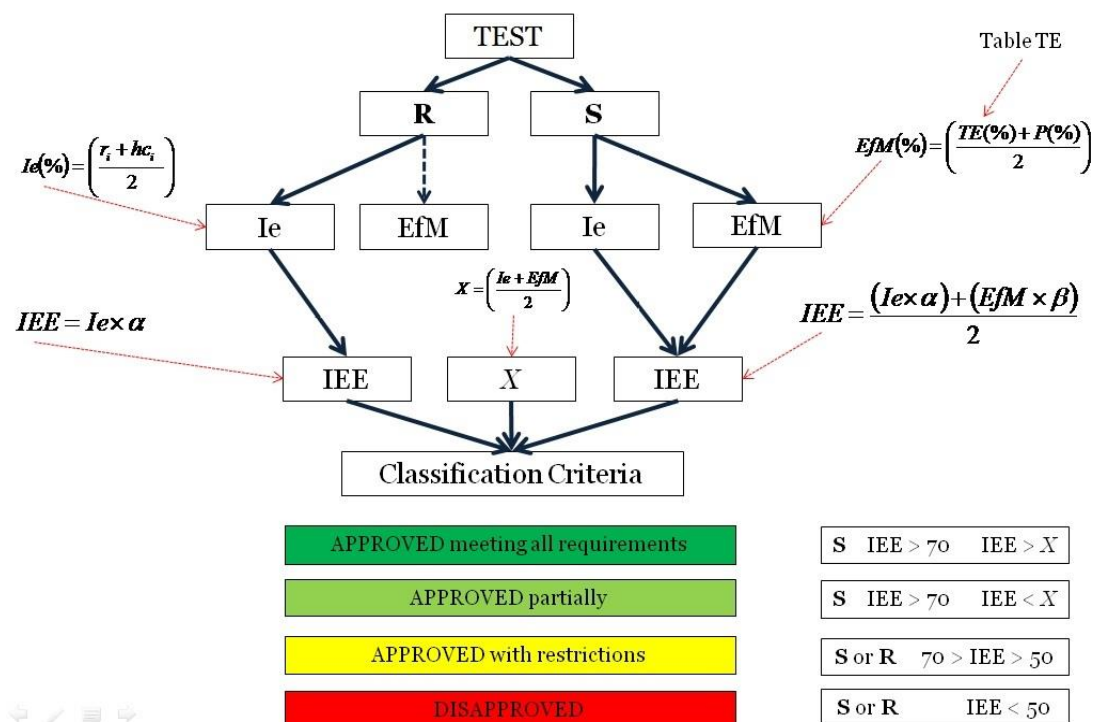 TEST
Table TE
R
S
Ie(%)=((r_i + hc_i)/2)
EfM(%)=((TE(%)+P(%))/2)
Ie
EfM
Ie
EfM
X=((Ie+EfM)/2)
IEE = Ie×α
IEE = ((Ie×α)+(EfM×β))/2
IEE
X
IEE
Classification Criteria
APPROVED meeting all requirements
S IEE > 70 IEE > X
APPROVED partially
S IEE > 70 IEE < X
APPROVED with restrictions
S or R 70 > IEE > 50
DISAPPROVED
S or R IEE < 50